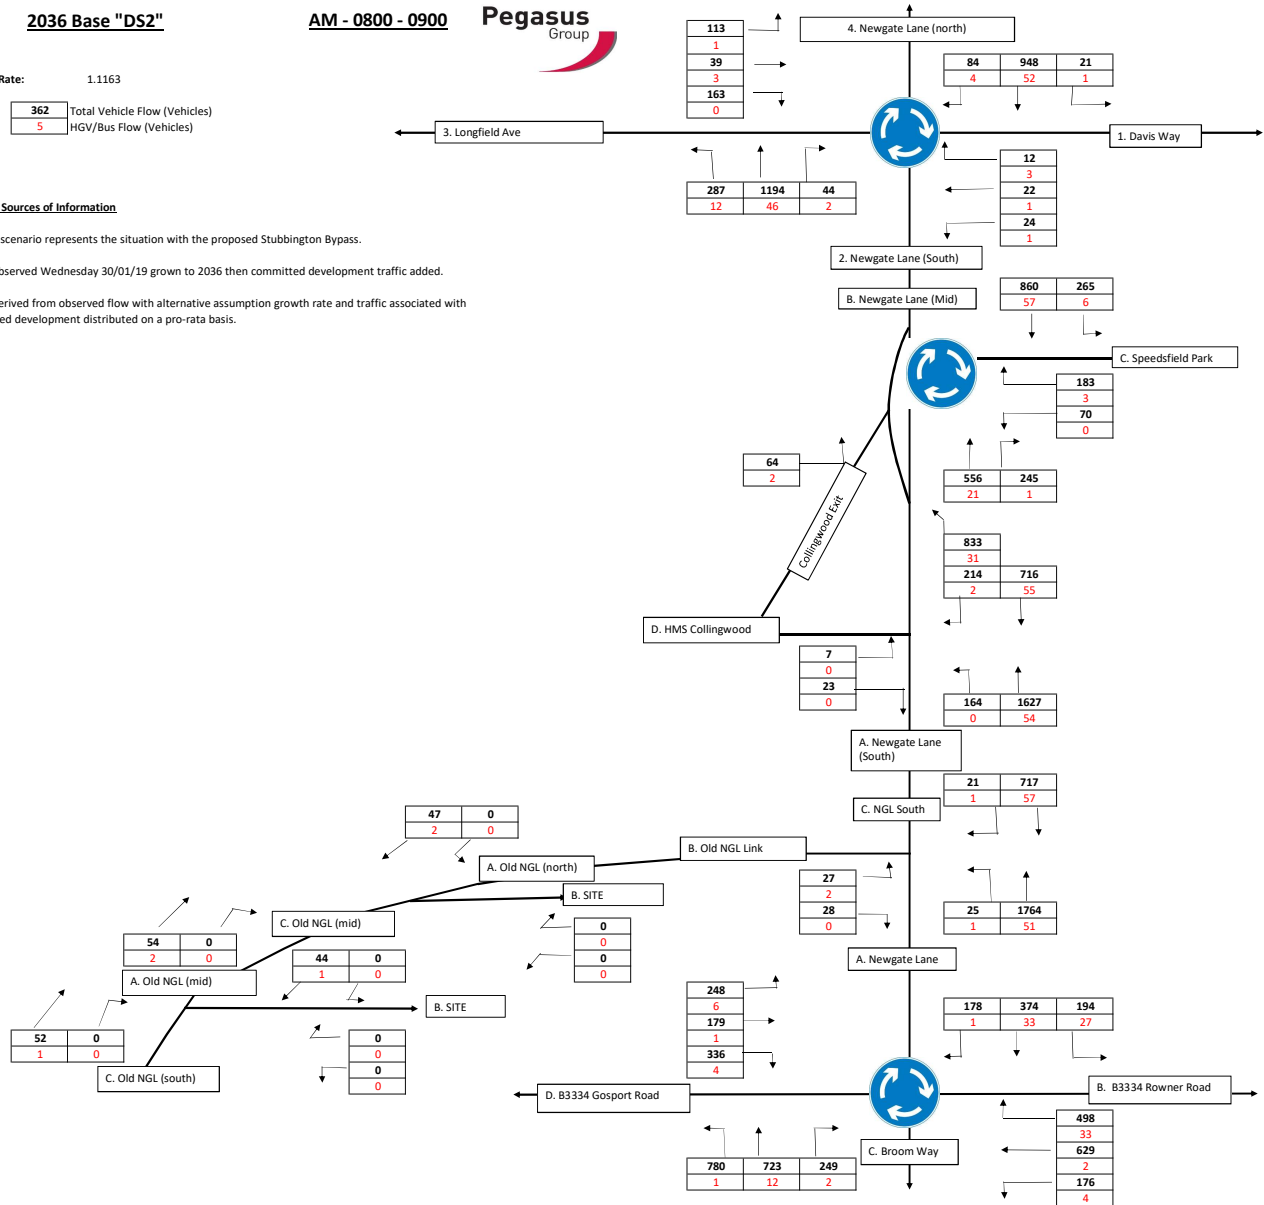 2036 Base "DS2"
AM - 0800 - 0900
Pegasus
Group
Rate: 1.1163
362 Total Vehicle Flow (Vehicles)
5 HGV/Bus Flow (Vehicles)
Sources of Information
scenario represents the situation with the proposed Stubbington Bypass.
bserved Wednesday 30/01/19 grown to 2036 then committed development traffic added.
erived from observed flow with alternative assumption growth rate and traffic associated with
ed development distributed on a pro-rata basis.
4. Newgate Lane (north)
113
1
39
3
163
0
84 948 21
4 52 1
3. Longfield Ave
1. Davis Way
287 1194 44
12 46 2
12
3
22
1
24
1
2. Newgate Lane (South)
B. Newgate Lane (Mid)
860 265
57 6
C. Speedsfield Park
183
3
70
0
64
2
556 245
21 1
Collingwood Exit
833
31
214 716
2 55
D. HMS Collingwood
7
0
23
0
164 1627
0 54
A. Newgate Lane
(South)
21 717
1 57
C. NGL South
47 0
2 0
B. Old NGL Link
A. Old NGL (north)
B. SITE
27
2
28
0
25 1764
1 51
C. Old NGL (mid)
0
0
0
0
54 0
2 0
44 0
1 0
A. Newgate Lane
A. Old NGL (mid)
B. SITE
248
6
179
1
336
4
178 374 194
1 33 27
52 0
1 0
0
0
0
0
C. Old NGL (south)
D. B3334 Gosport Road
B. B3334 Rowner Road
C. Broom Way
780 723 249
1 12 2
498
33
629
2
176
4